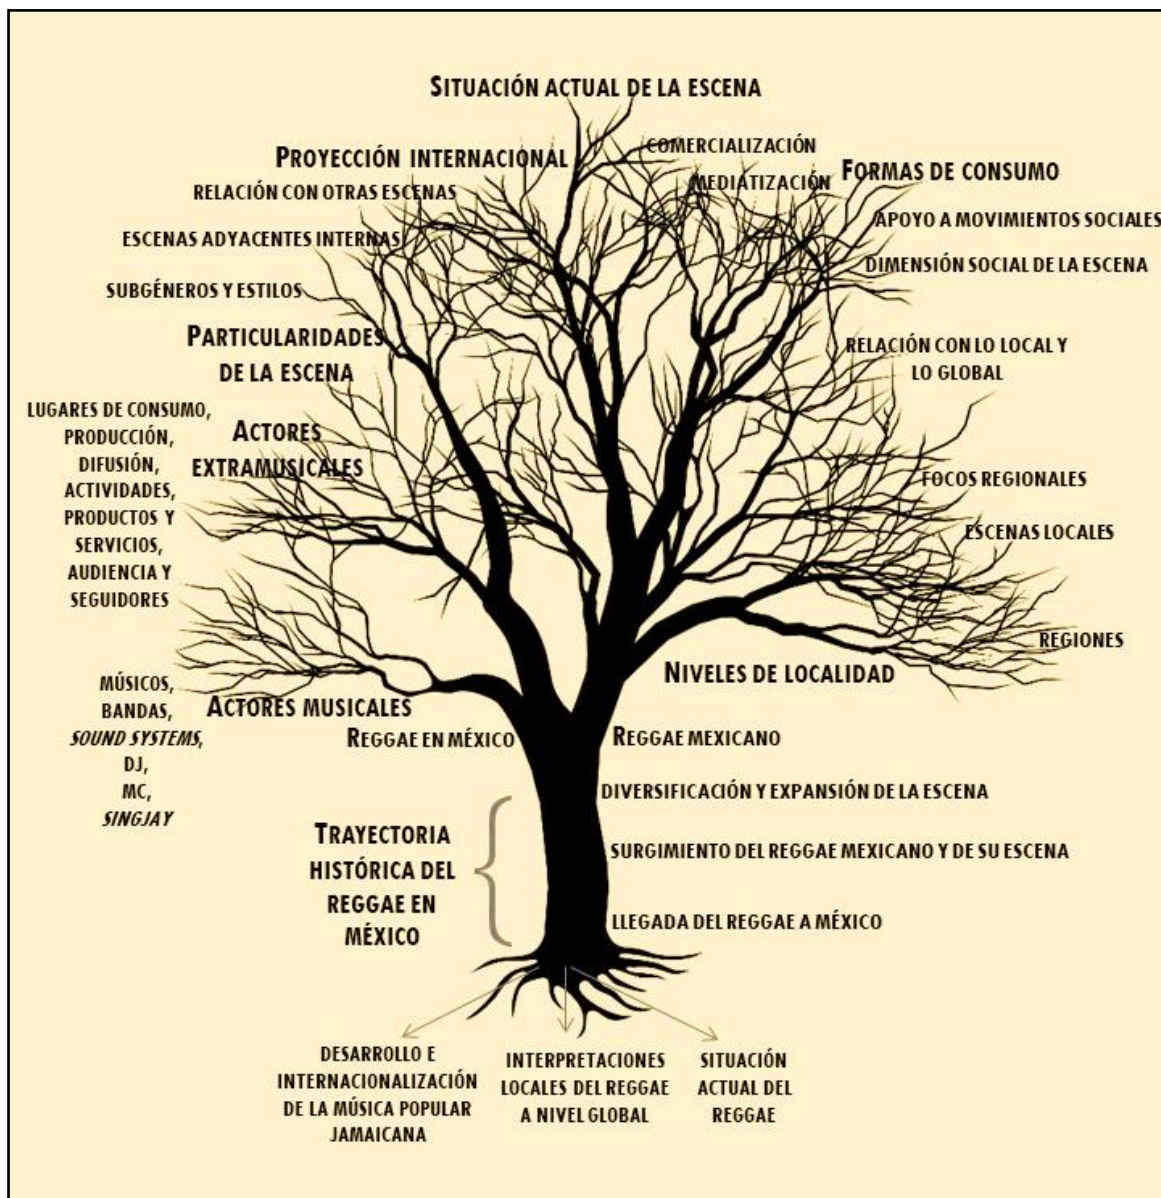 SITUACIÓN ACTUAL DE LA ESCENA
PROYECCIÓN INTERNACIONAL
COMERCIALIZACIÓN
MEDIATIZACIÓN
FORMAS DE CONSUMO
RELACIÓN CON OTRAS ESCENAS
APOYO A MOVIMIENTOS SOCIALES
ESCENAS ADYACENTES INTERNAS
DIMENSIÓN SOCIAL DE LA ESCENA
SUBGÉNEROS Y ESTILOS
PARTICULARIDADES
DE LA ESCENA
RELACIÓN CON LO LOCAL Y
LO GLOBAL
LUGARES DE CONSUMO,
PRODUCCIÓN,
DIFUSIÓN,
ACTIVIDADES,
PRODUCTOS Y
SERVICIOS,
AUDIENCIA Y
SEGUIDORES
ACTORES
EXTRAMUSICALES
FOCOS REGIONALES
ESCENAS LOCALES
REGIONES
NIVELES DE LOCALIDAD
MÚSICOS,
BANDAS,
SOUND SYSTEMS,
DJ,
MC,
SINGJAY
ACTORES MUSICALES
REGGAE EN MÉXICO
REGGAE MEXICANO
DIVERSIFICACIÓN Y EXPANSIÓN DE LA ESCENA
TRAYECTORIA
HISTÓRICA DEL
REGGAE EN
MÉXICO
SURGIMIENTO DEL REGGAE MEXICANO Y DE SU ESCENA
LLEGADA DEL REGGAE A MÉXICO
DESARROLLO E
INTERNACIONALIZACIÓN
DE LA MÚSICA POPULAR
JAMAICANA
INTERPRETACIONES
LOCALES DEL REGGAE
A NIVEL GLOBAL
SITUACIÓN
ACTUAL DEL
REGGAE